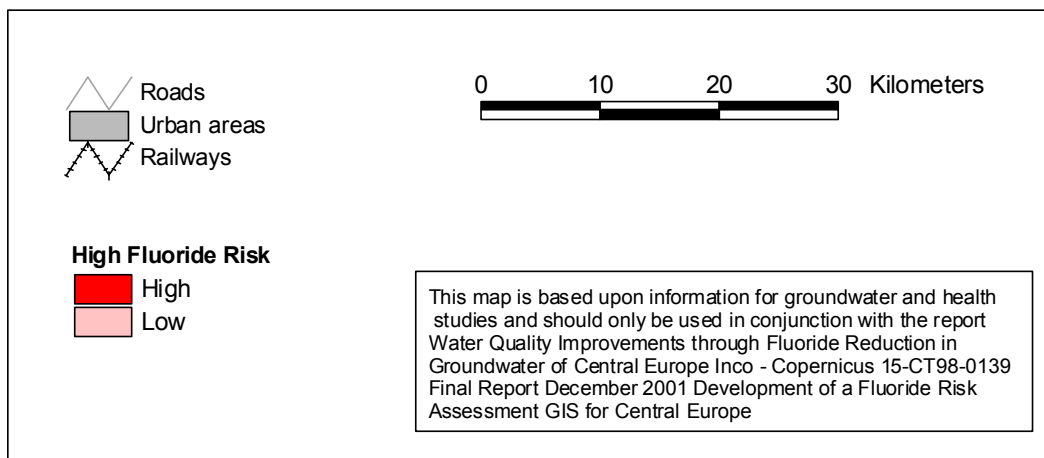 Roads
Urban areas
Railways
0 10 20 30 Kilometers
High Fluoride Risk
High
Low
This map is based upon information for groundwater and health
studies and should only be used in conjunction with the report
Water Quality Improvements through Fluoride Reduction in
Groundwater of Central Europe Inco - Copernicus 15-CT98-0139
Final Report December 2001 Development of a Fluoride Risk
Assessment GIS for Central Europe